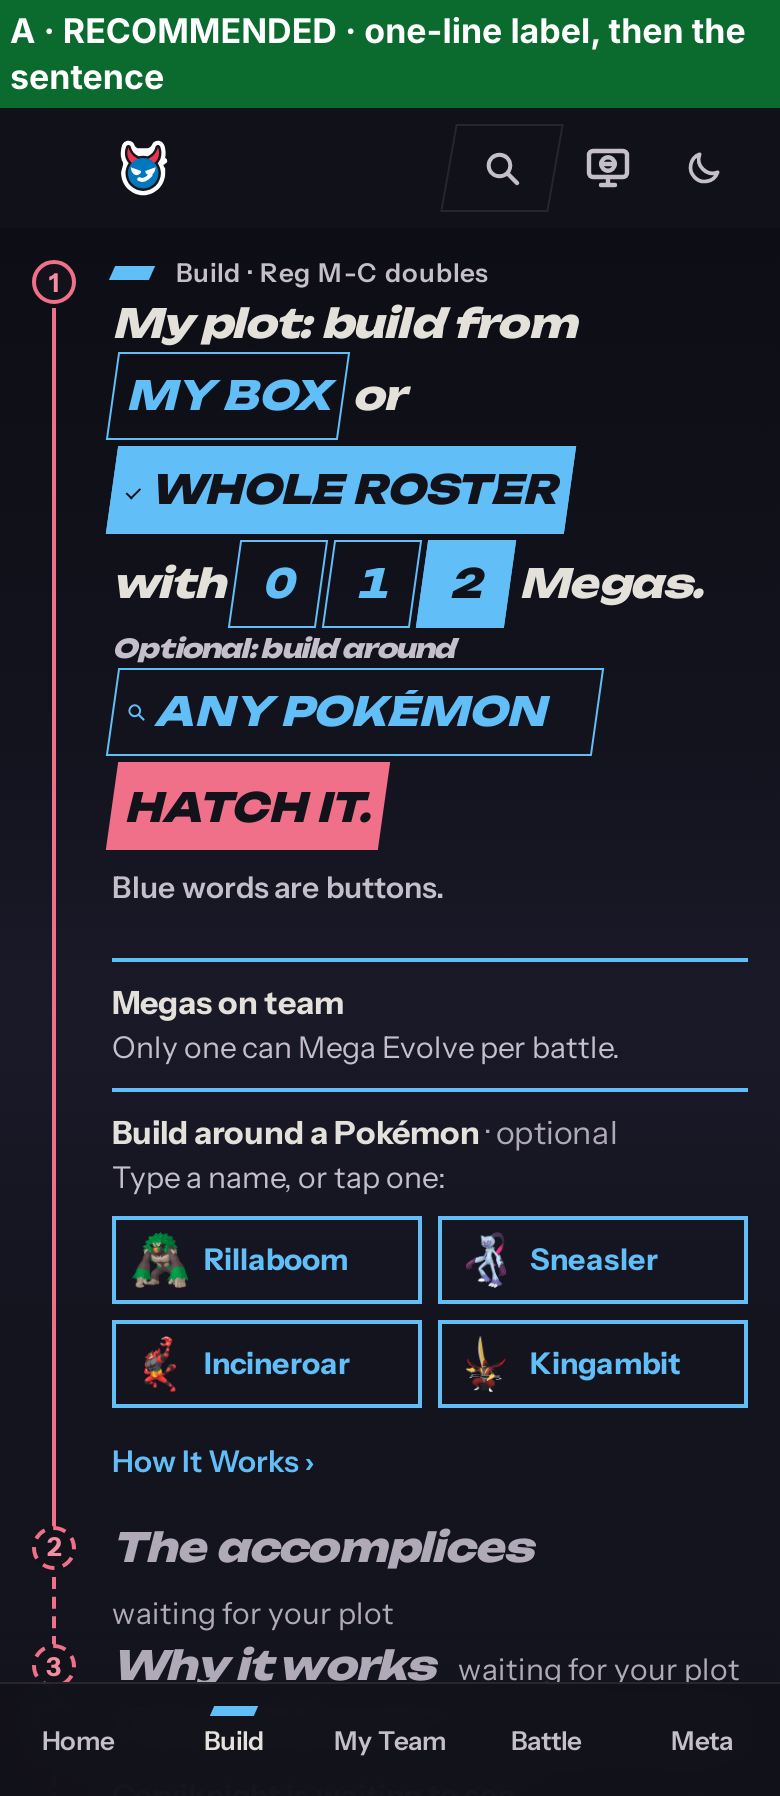 A · RECOMMENDED · one-line label, then the
sentence
1
Build · Reg M-C doubles
My plot: build from
MY BOX or
✓ WHOLE ROSTER
with 0 1 2 Megas.
Optional: build around
ANY POKÉMON
HATCH IT.
Blue words are buttons.
Megas on team
Only one can Mega Evolve per battle.
Build around a Pokémon · optional
Type a name, or tap one:
Rillaboom Sneasler
Incineroar Kingambit
How It Works ›
2 The accomplices
waiting for your plot
3 Why it works waiting for your plot
Home Build My Team Battle Meta